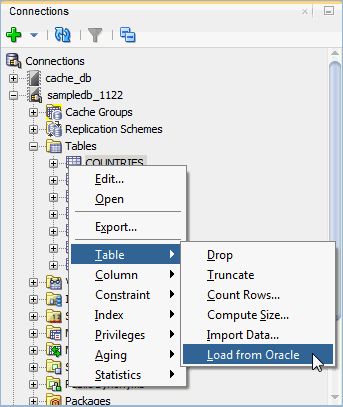 Connections
Connections
cache_db
sampledb_1122
Cache Groups
Replication Schemes
Tables
COUNTRIES
Edit...
Open
Export...
Table
Column
Constraint
Index
Privileges
Aging
Statistics
Drop
Truncate
Count Rows...
Compute Size...
Import Data...
Load from Oracle
Packages